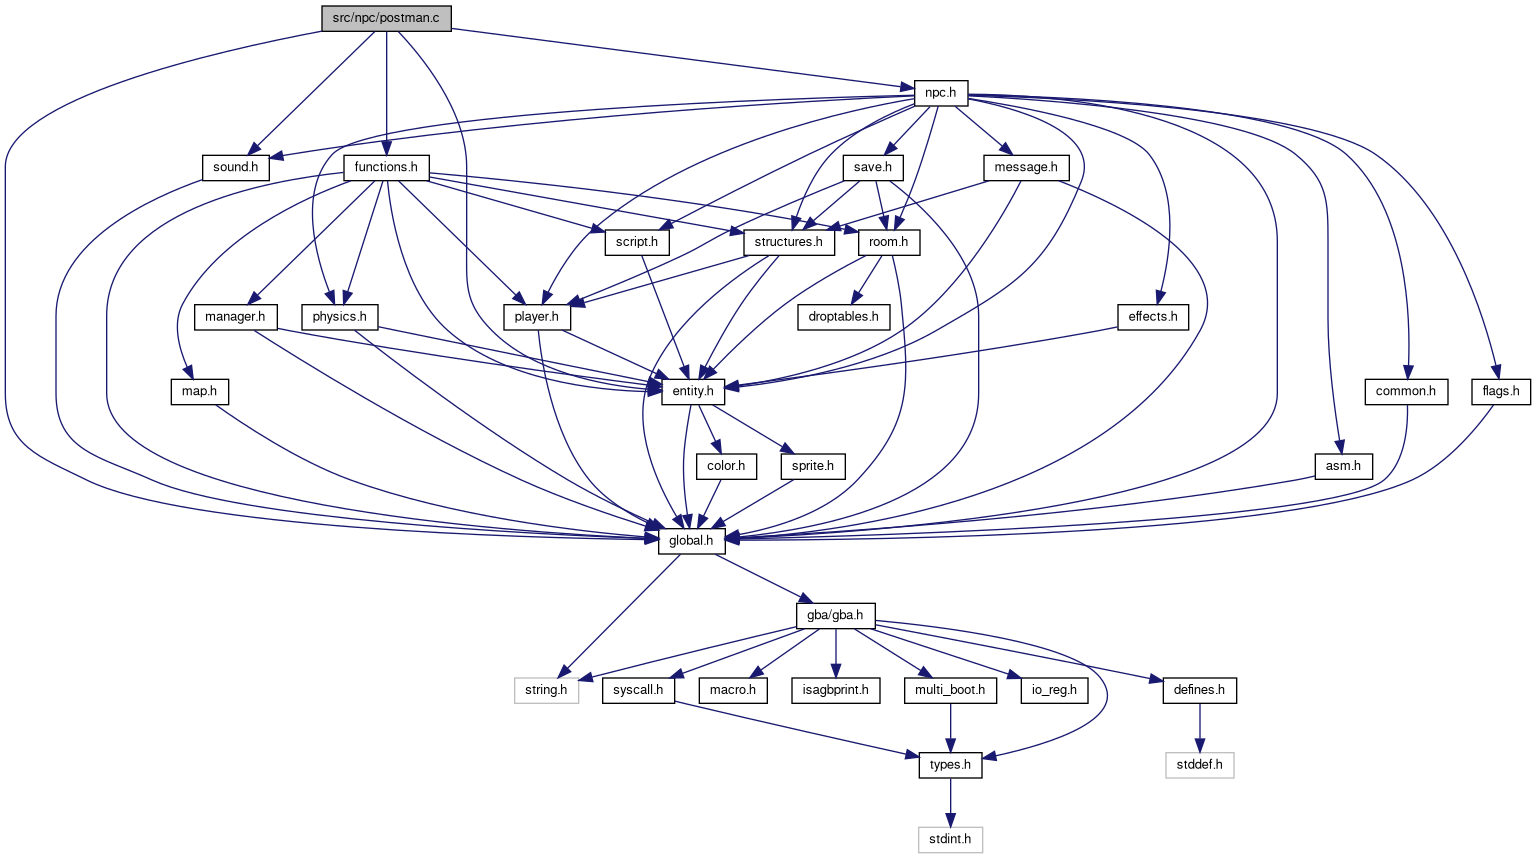 src/npc/postman.c
npc.h
sound.h
functions.h
save.h
message.h
script.h
structures.h
room.h
manager.h
physics.h
player.h
droptables.h
effects.h
map.h
entity.h
common.h
flags.h
color.h
sprite.h
asm.h
global.h
gba/gba.h
string.h
syscall.h
macro.h
isagbprint.h
multi_boot.h
io_reg.h
defines.h
types.h
stddef.h
stdint.h